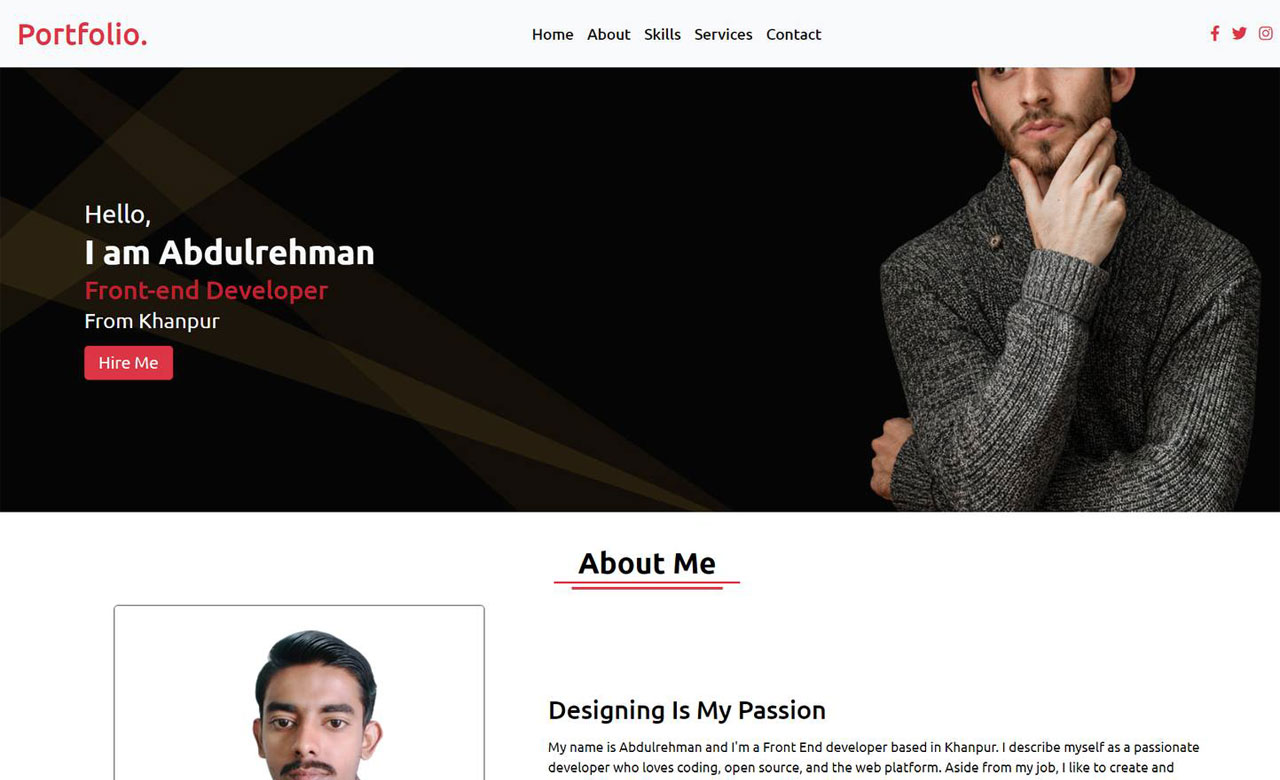 Portfolio.
Home About Skills Services Contact
Hello,
I am Abdulrehman
Front-end Developer
From Khanpur
Hire Me
About Me
Designing Is My Passion
My name is Abdulrehman and I'm a Front End developer based in Khanpur. I describe myself as a passionate
developer who loves coding, open source, and the web platform. Aside from my job, I like to create and